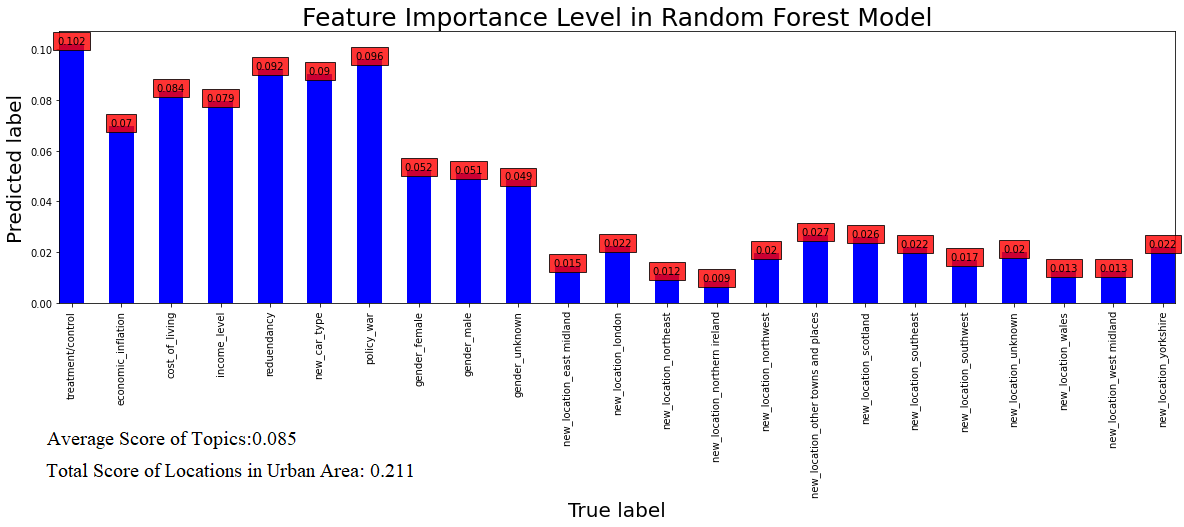 Feature Importance Level in Random Forest Model
Predicted label
0.10
0.08
0.06
0.04
0.02
0.00
0.102
0.07
0.084
0.079
0.092
0.09
0.096
0.052
0.051
0.049
0.015
0.022
0.012
0.009
0.02
0.027
0.026
0.022
0.017
0.02
0.013
0.013
0.022
treatment/control
economic_inflation
cost_of_living
income_level
reduendancy
new_car_type
policy_war
gender_female
gender_male
gender_unknown
new_location_east midland
new_location_london
new_location_northeast
new_location_northern ireland
new_location_northwest
new_location_other towns and places
new_location_scotland
new_location_southeast
new_location_southwest
new_location_unknown
new_location_wales
new_location_west midland
new_location_yorkshire
Average Score of Topics:0.085
Total Score of Locations in Urban Area: 0.211
True label